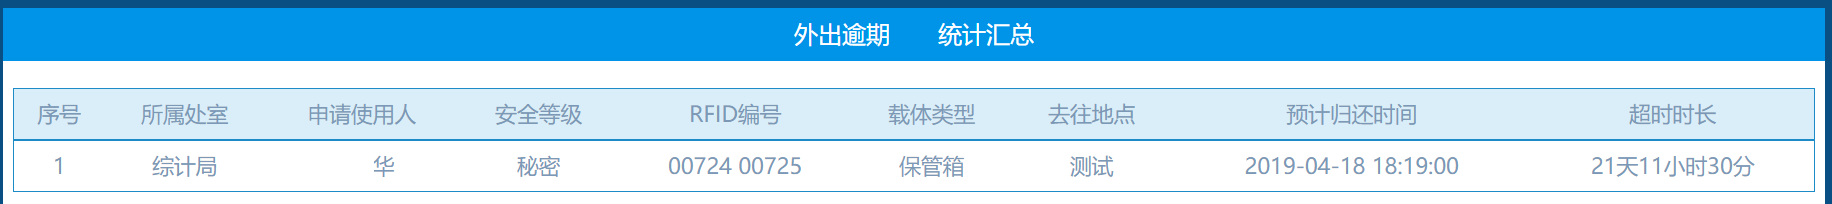 外出逾期 统计汇总
序号 所属处室 申请使用人 安全等级 RFID编号 载体类型 去往地点 预计归还时间 超时时长
1 综计局 华 秘密 00724 00725 保管箱 测试 2019-04-18 18:19:00 21天11小时30分